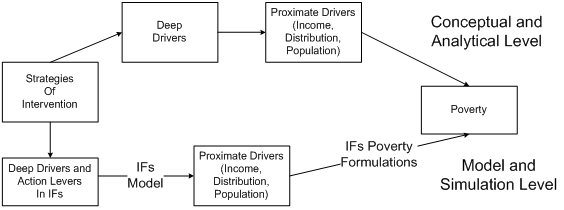 Deep
Drivers
Proximate Drivers
(Income,
Distribution,
Population)
Conceptual and
Analytical Level
Strategies
Of
Intervention
Poverty
Deep Drivers and
Action Levers
In IFs
IFs
Model
Proximate Drivers
(Income,
Distribution,
Population)
IFs Poverty
Formulations
Model and
Simulation Level